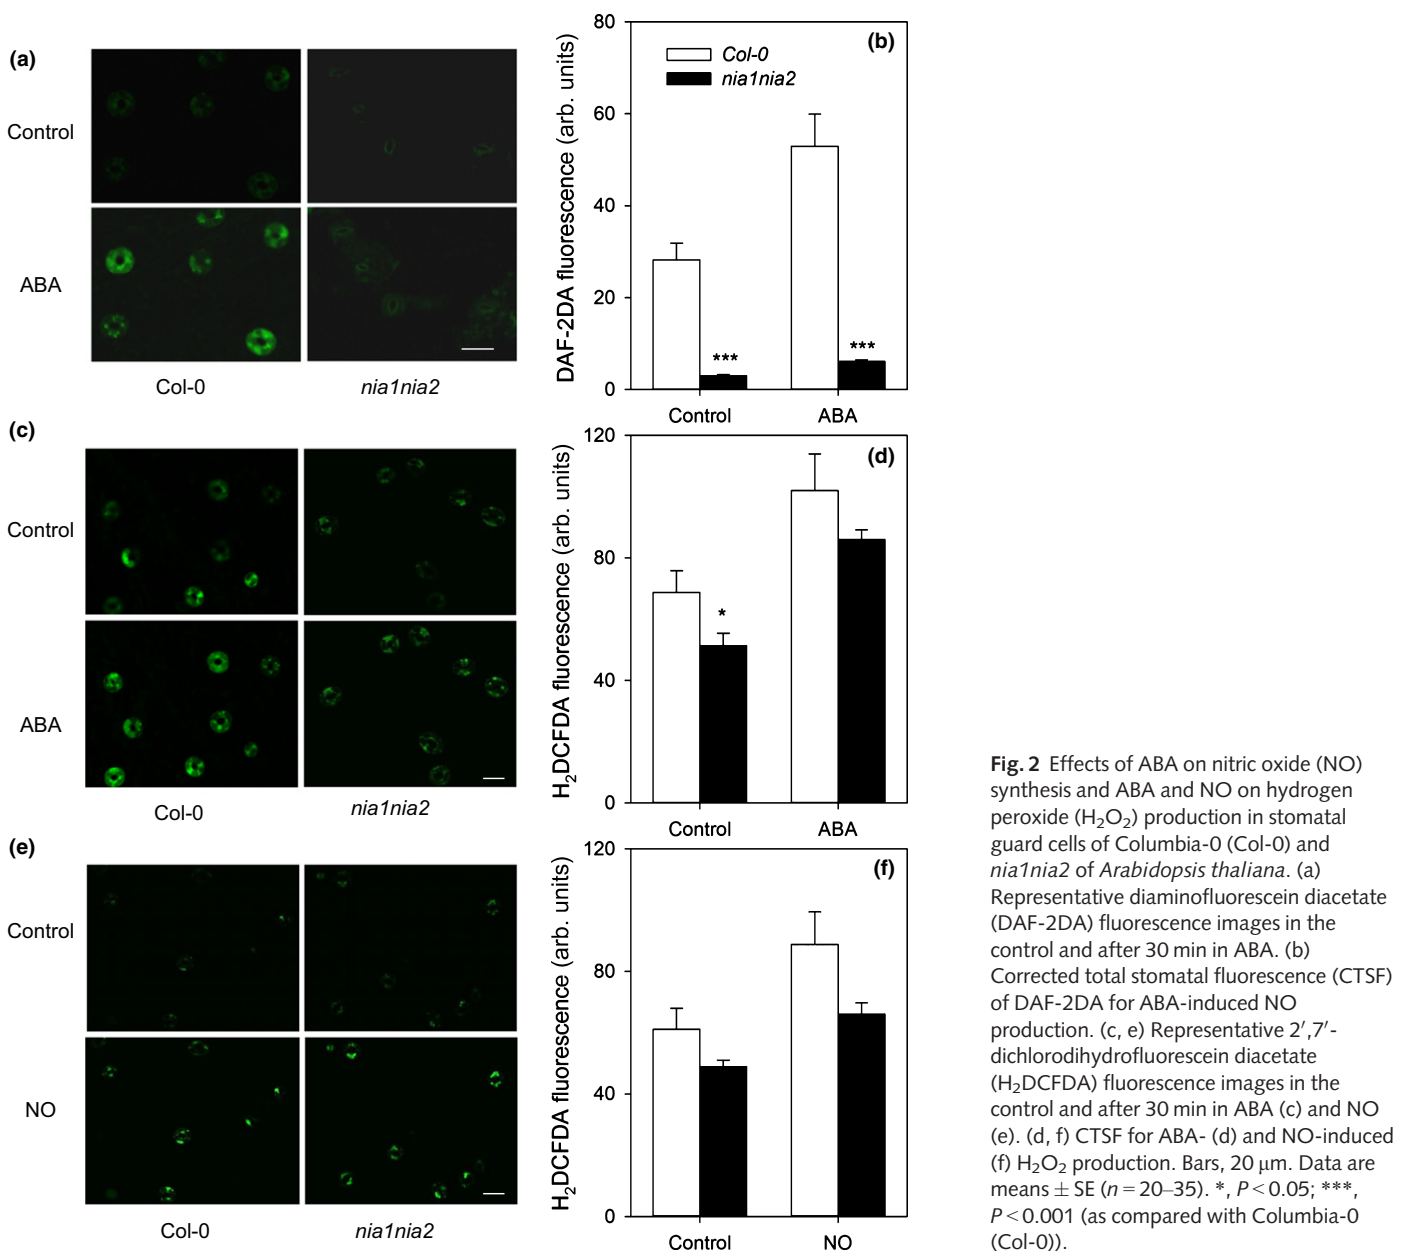 (a)
Control
ABA
Col-0
nia1nia2
80
60
40
20
0
DAF-2DA fluorescence (arb. units)
(b)
Col-0
nia1nia2
***
***
Control
ABA
(c)
Control
ABA
Col-0
nia1nia2
120
80
40
0
H₂DCFDA fluorescence (arb. units)
(d)
*
Control
ABA
(e)
Control
NO
Col-0
nia1nia2
120
80
40
0
H₂DCFDA fluorescence (arb. units)
(f)
Control
NO
Fig. 2 Effects of ABA on nitric oxide (NO)
synthesis and ABA and NO on hydrogen
peroxide (H₂O₂) production in stomatal
guard cells of Columbia-0 (Col-0) and
nia1nia2 of Arabidopsis thaliana. (a)
Representative diaminofluorescein diacetate
(DAF-2DA) fluorescence images in the
control and after 30 min in ABA. (b)
Corrected total stomatal fluorescence (CTSF)
of DAF-2DA for ABA-induced NO
production. (c, e) Representative 2′,7′-
dichlorodihydrofluorescein diacetate
(H₂DCFDA) fluorescence images in the
control and after 30 min in ABA (c) and NO
(e). (d, f) CTSF for ABA- (d) and NO-induced
(f) H₂O₂ production. Bars, 20 μm. Data are
means ± SE (n = 20–35). *, P < 0.05; ***,
P < 0.001 (as compared with Columbia-0
(Col-0)).